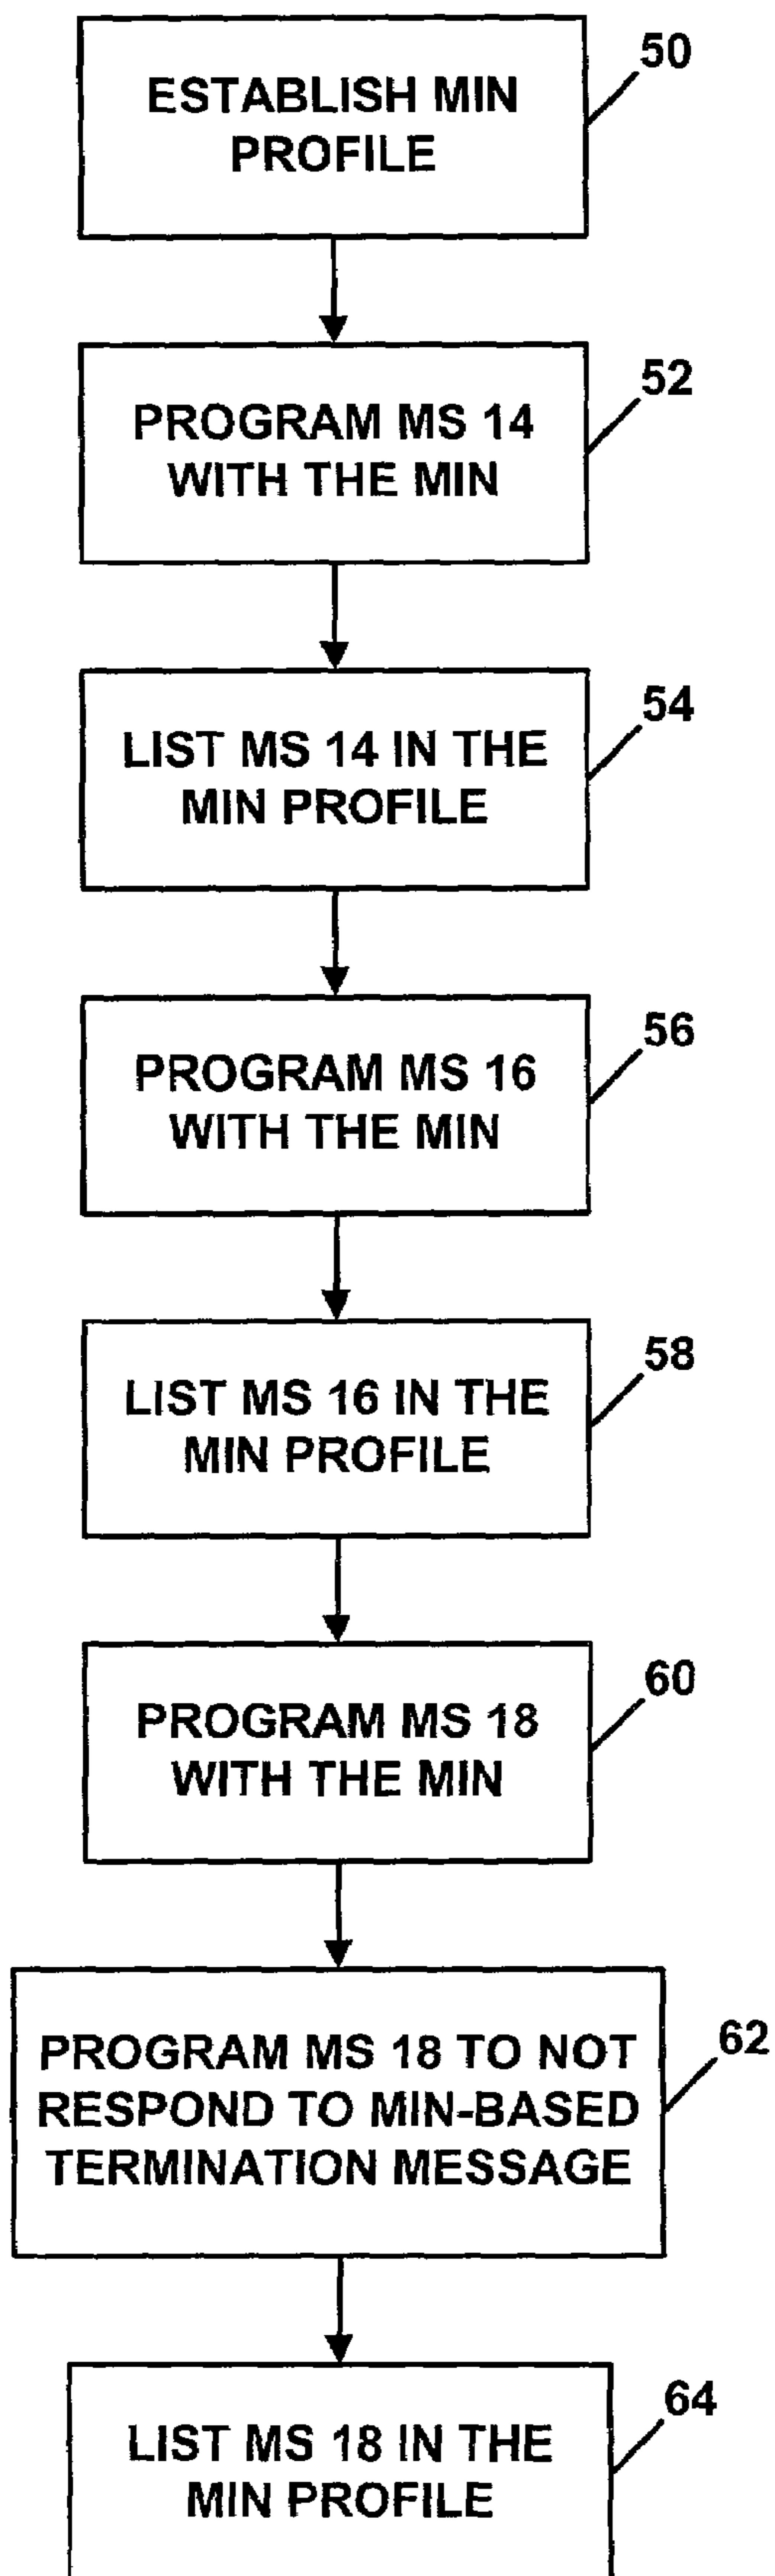 50
ESTABLISH MIN
PROFILE
52
PROGRAM MS 14
WITH THE MIN
54
LIST MS 14 IN THE
MIN PROFILE
56
PROGRAM MS 16
WITH THE MIN
58
LIST MS 16 IN THE
MIN PROFILE
60
PROGRAM MS 18
WITH THE MIN
62
PROGRAM MS 18 TO NOT
RESPOND TO MIN-BASED
TERMINATION MESSAGE
64
LIST MS 18 IN THE
MIN PROFILE